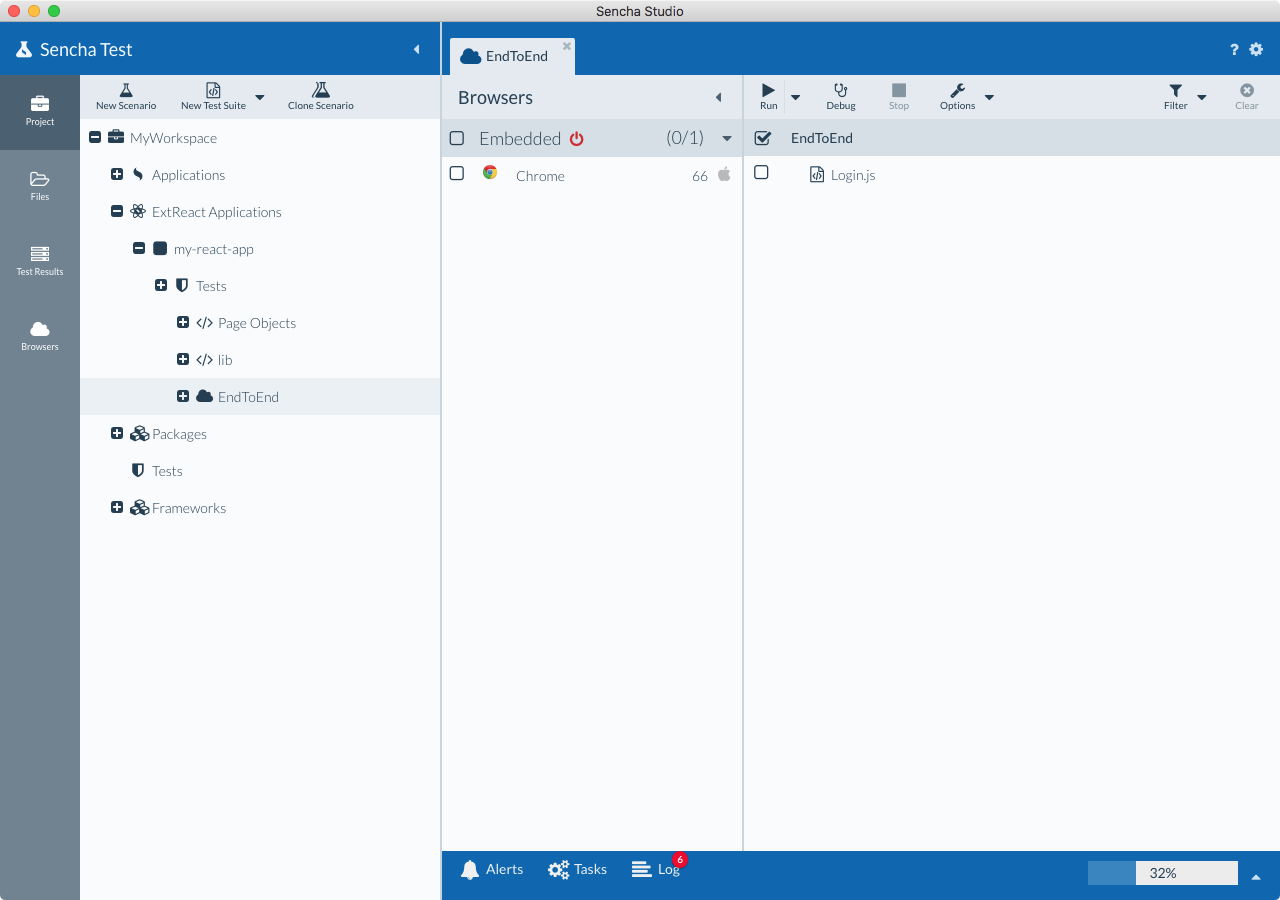 Sencha Studio
Sencha Test
EndToEnd
?
Project
Files
Test Results
Browsers
New Scenario
New Test Suite
Clone Scenario
MyWorkspace
Applications
ExtReact Applications
my-react-app
Tests
</> Page Objects
</> lib
EndToEnd
Packages
Tests
Frameworks
Browsers
Embedded (0/1)
Chrome 66
Run
Debug
Stop
Options
Filter
Clear
EndToEnd
Login.js
Alerts
Tasks
Log
6
32%